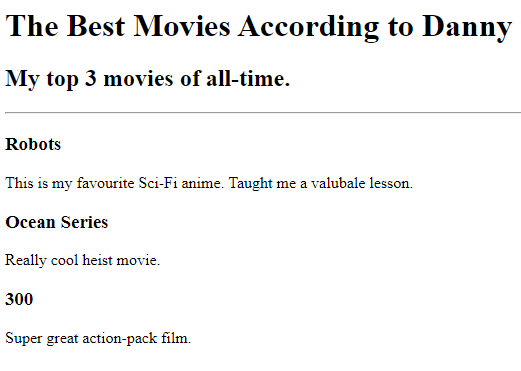 The Best Movies According to Danny
My top 3 movies of all-time.
Robots
This is my favourite Sci-Fi anime. Taught me a valubale lesson.
Ocean Series
Really cool heist movie.
300
Super great action-pack film.